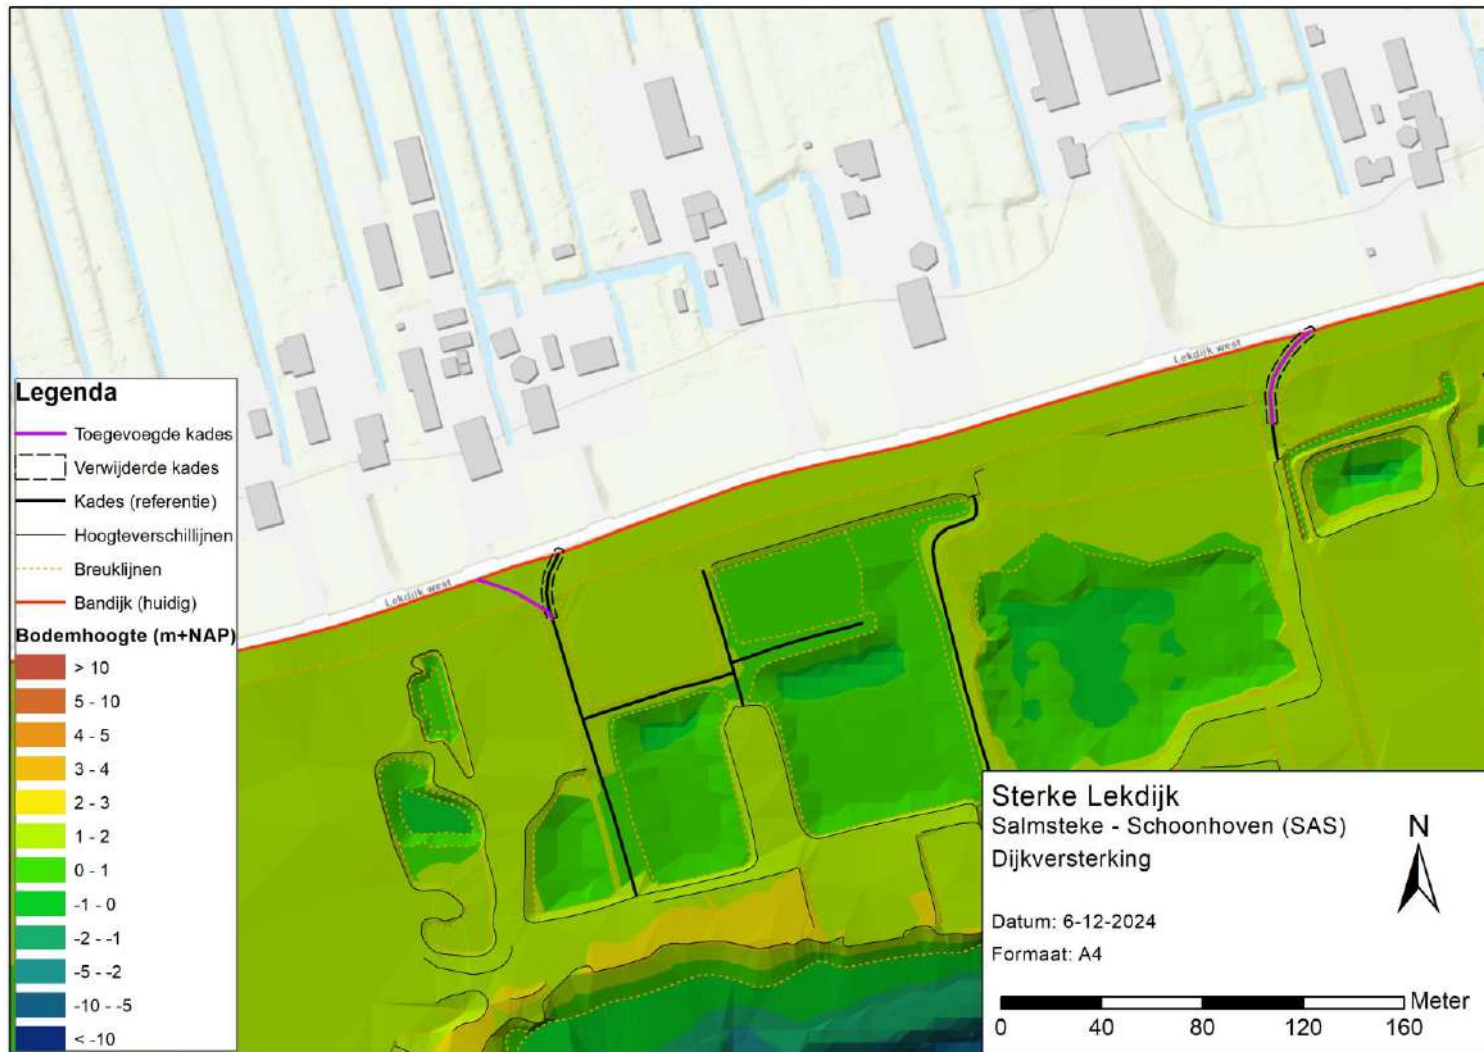 Lekdijk west
Lekdijk west
Legenda
Toegevoegde kades
Verwijderde kades
Kades (referentie)
Hoogteverschillijnen
Breuklijnen
Bandijk (huidig)
Bodemhoogte (m+NAP)
> 10
5 - 10
4 - 5
3 - 4
2 - 3
1 - 2
0 - 1
-1 - 0
-2 - -1
-5 - -2
-10 - -5
< -10
Sterke Lekdijk
Salmsteke - Schoonhoven (SAS)
Dijkversterking
N
Datum: 6-12-2024
Formaat: A4
Meter
0 40 80 120 160